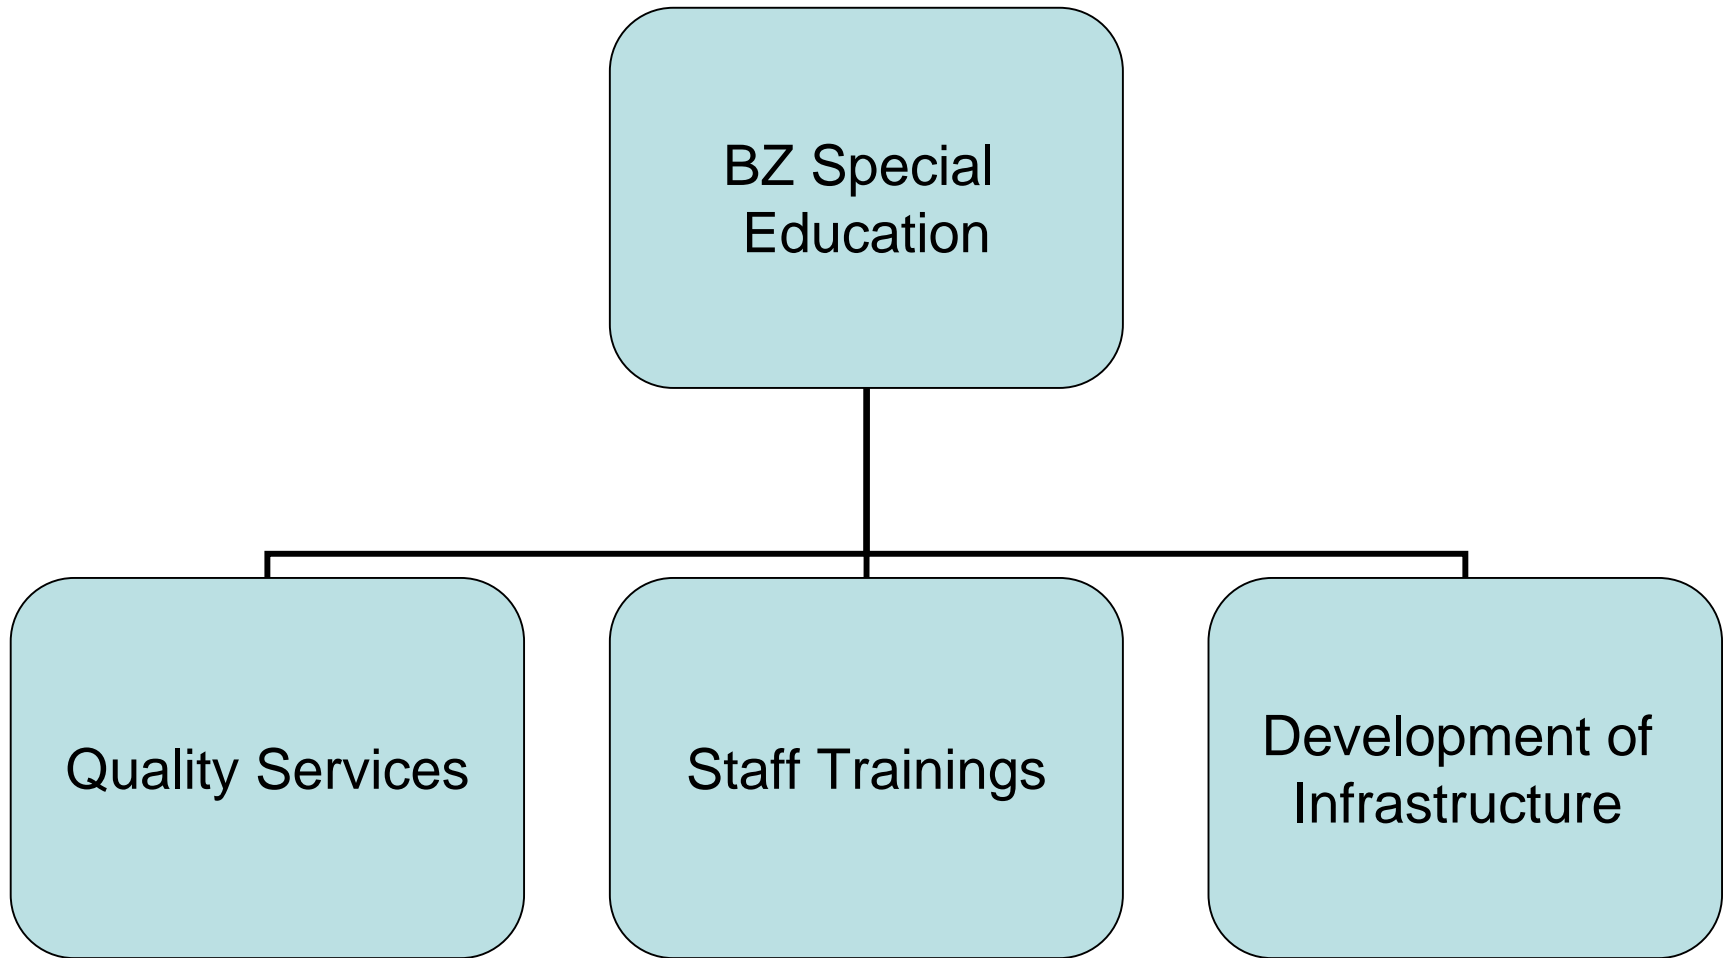 BZ Special
Education
Quality Services
Staff Trainings
Development of
Infrastructure